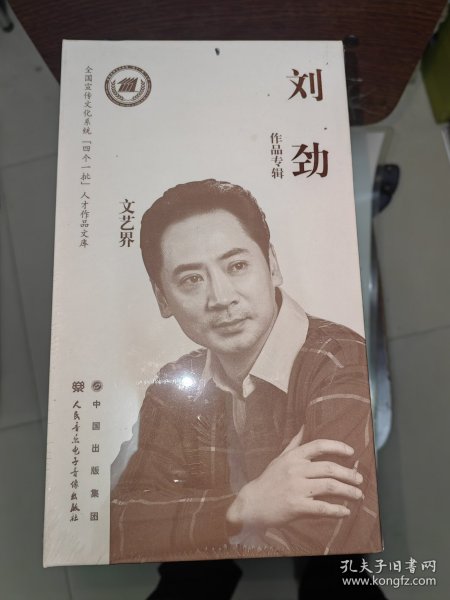 刘劲
作品专辑
文艺界
全国宣传文化系统「四个一批」人才作品文库
中国出版集团
人民音乐电子音像出版社
孔夫子旧书网
www.kongfz.com